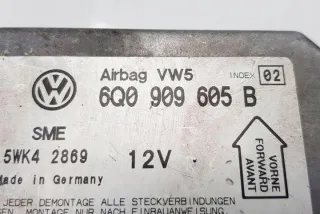 Airbag VW5 INDEX 02
6Q0 909 605 B
SME
5WK4 2869 12V
Made in Germany
VORNE
FORWARD
AVANT
JEDER DEMONTAGE ALLE STECKVERBINDUNGEN
MONTAGE BZW. NACH EINBAUANWEISUNG